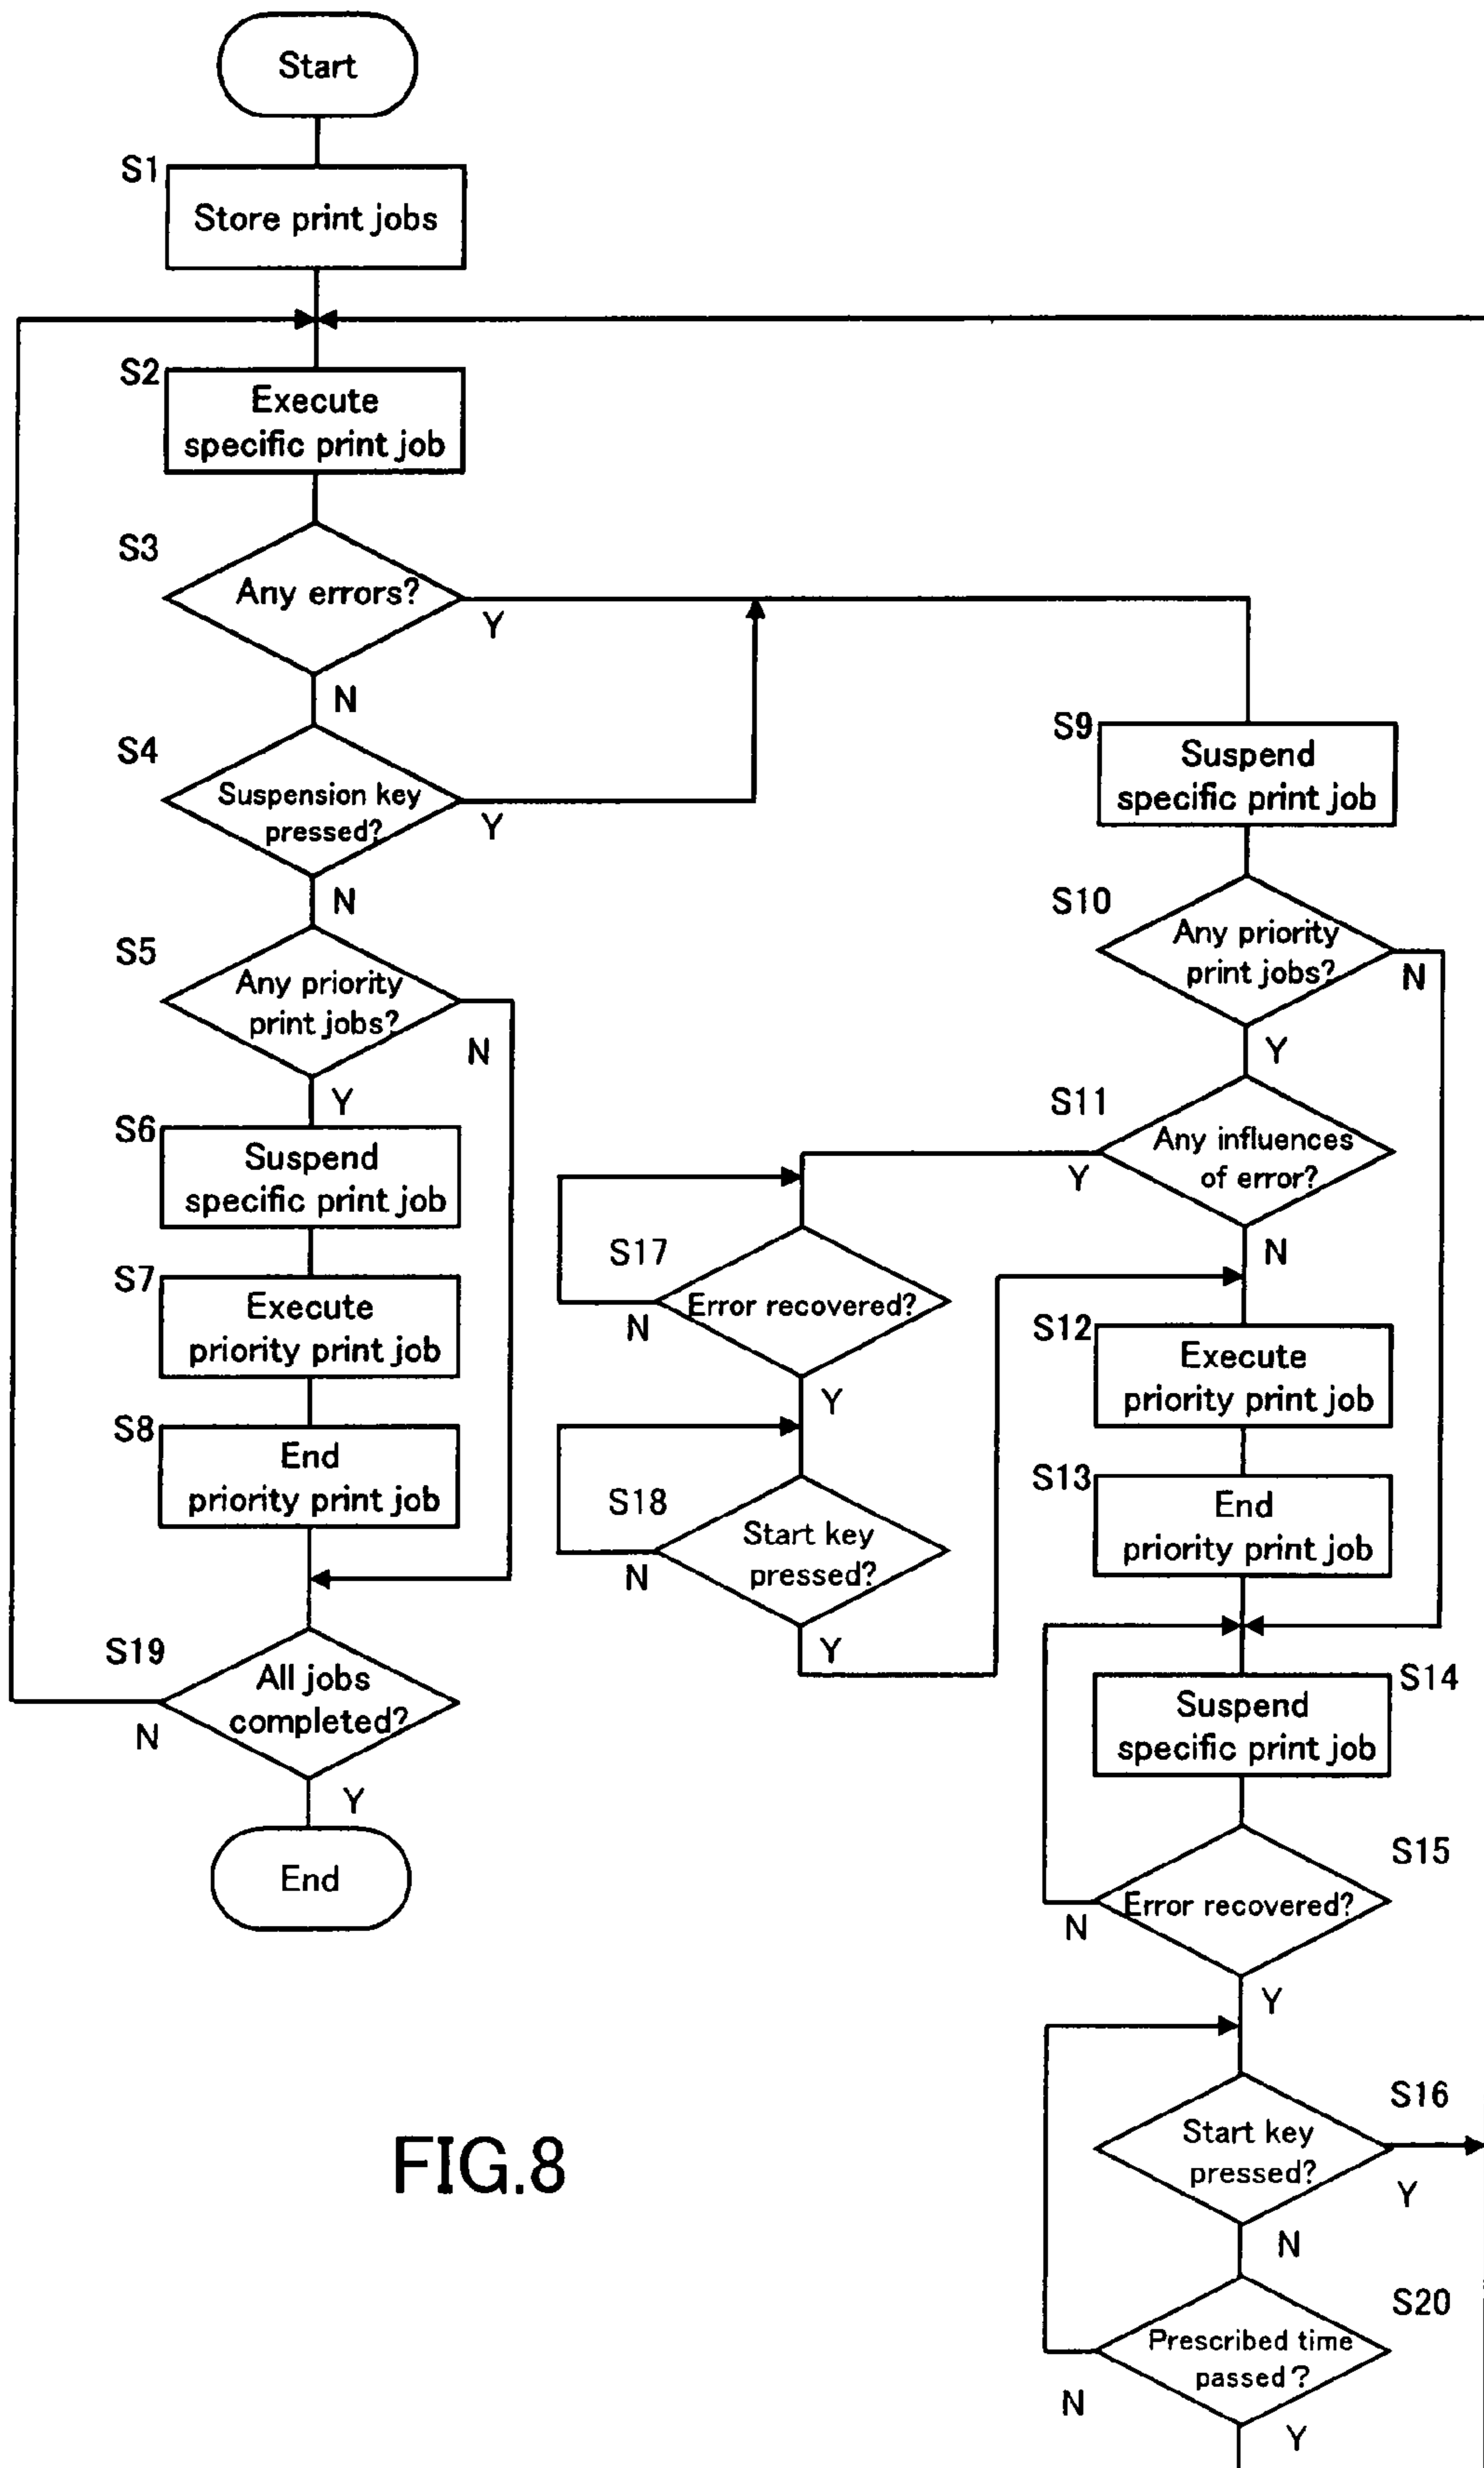 Start
S1
Store print jobs
S2
Execute
specific print job
S3
Any errors?
Y
N
S4
Suspension key
pressed?
Y
N
S5
Any priority
print jobs?
N
Y
S6
Suspend
specific print job
S7
Execute
priority print job
S8
End
priority print job
S19
All jobs
completed?
N
Y
End
S9
Suspend
specific print job
S10
Any priority
print jobs?
N
Y
S11
Any influences
of error?
Y
N
S17
Error recovered?
N
Y
S18
Start key
pressed?
N
Y
S12
Execute
priority print job
S13
End
priority print job
S14
Suspend
specific print job
S15
Error recovered?
N
Y
S16
Start key
pressed?
Y
N
S20
Prescribed time
passed?
N
Y
FIG.8